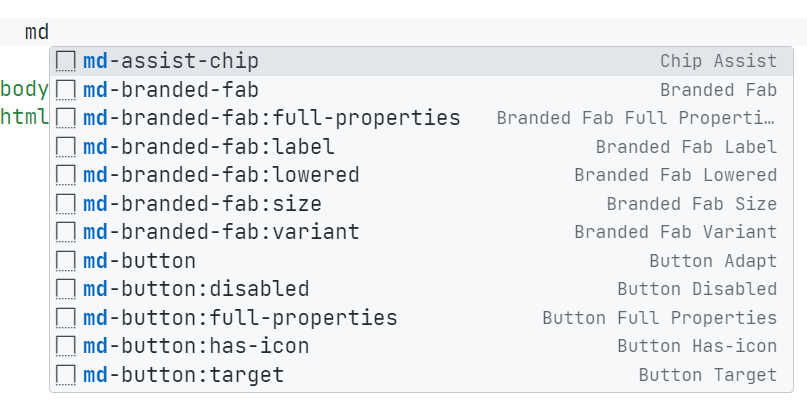 md
md-assist-chip Chip Assist
body md-branded-fab Branded Fab
html md-branded-fab:full-properties Branded Fab Full Properti…
md-branded-fab:label Branded Fab Label
md-branded-fab:lowered Branded Fab Lowered
md-branded-fab:size Branded Fab Size
md-branded-fab:variant Branded Fab Variant
md-button Button Adapt
md-button:disabled Button Disabled
md-button:full-properties Button Full Properties
md-button:has-icon Button Has-icon
md-button:target Button Target